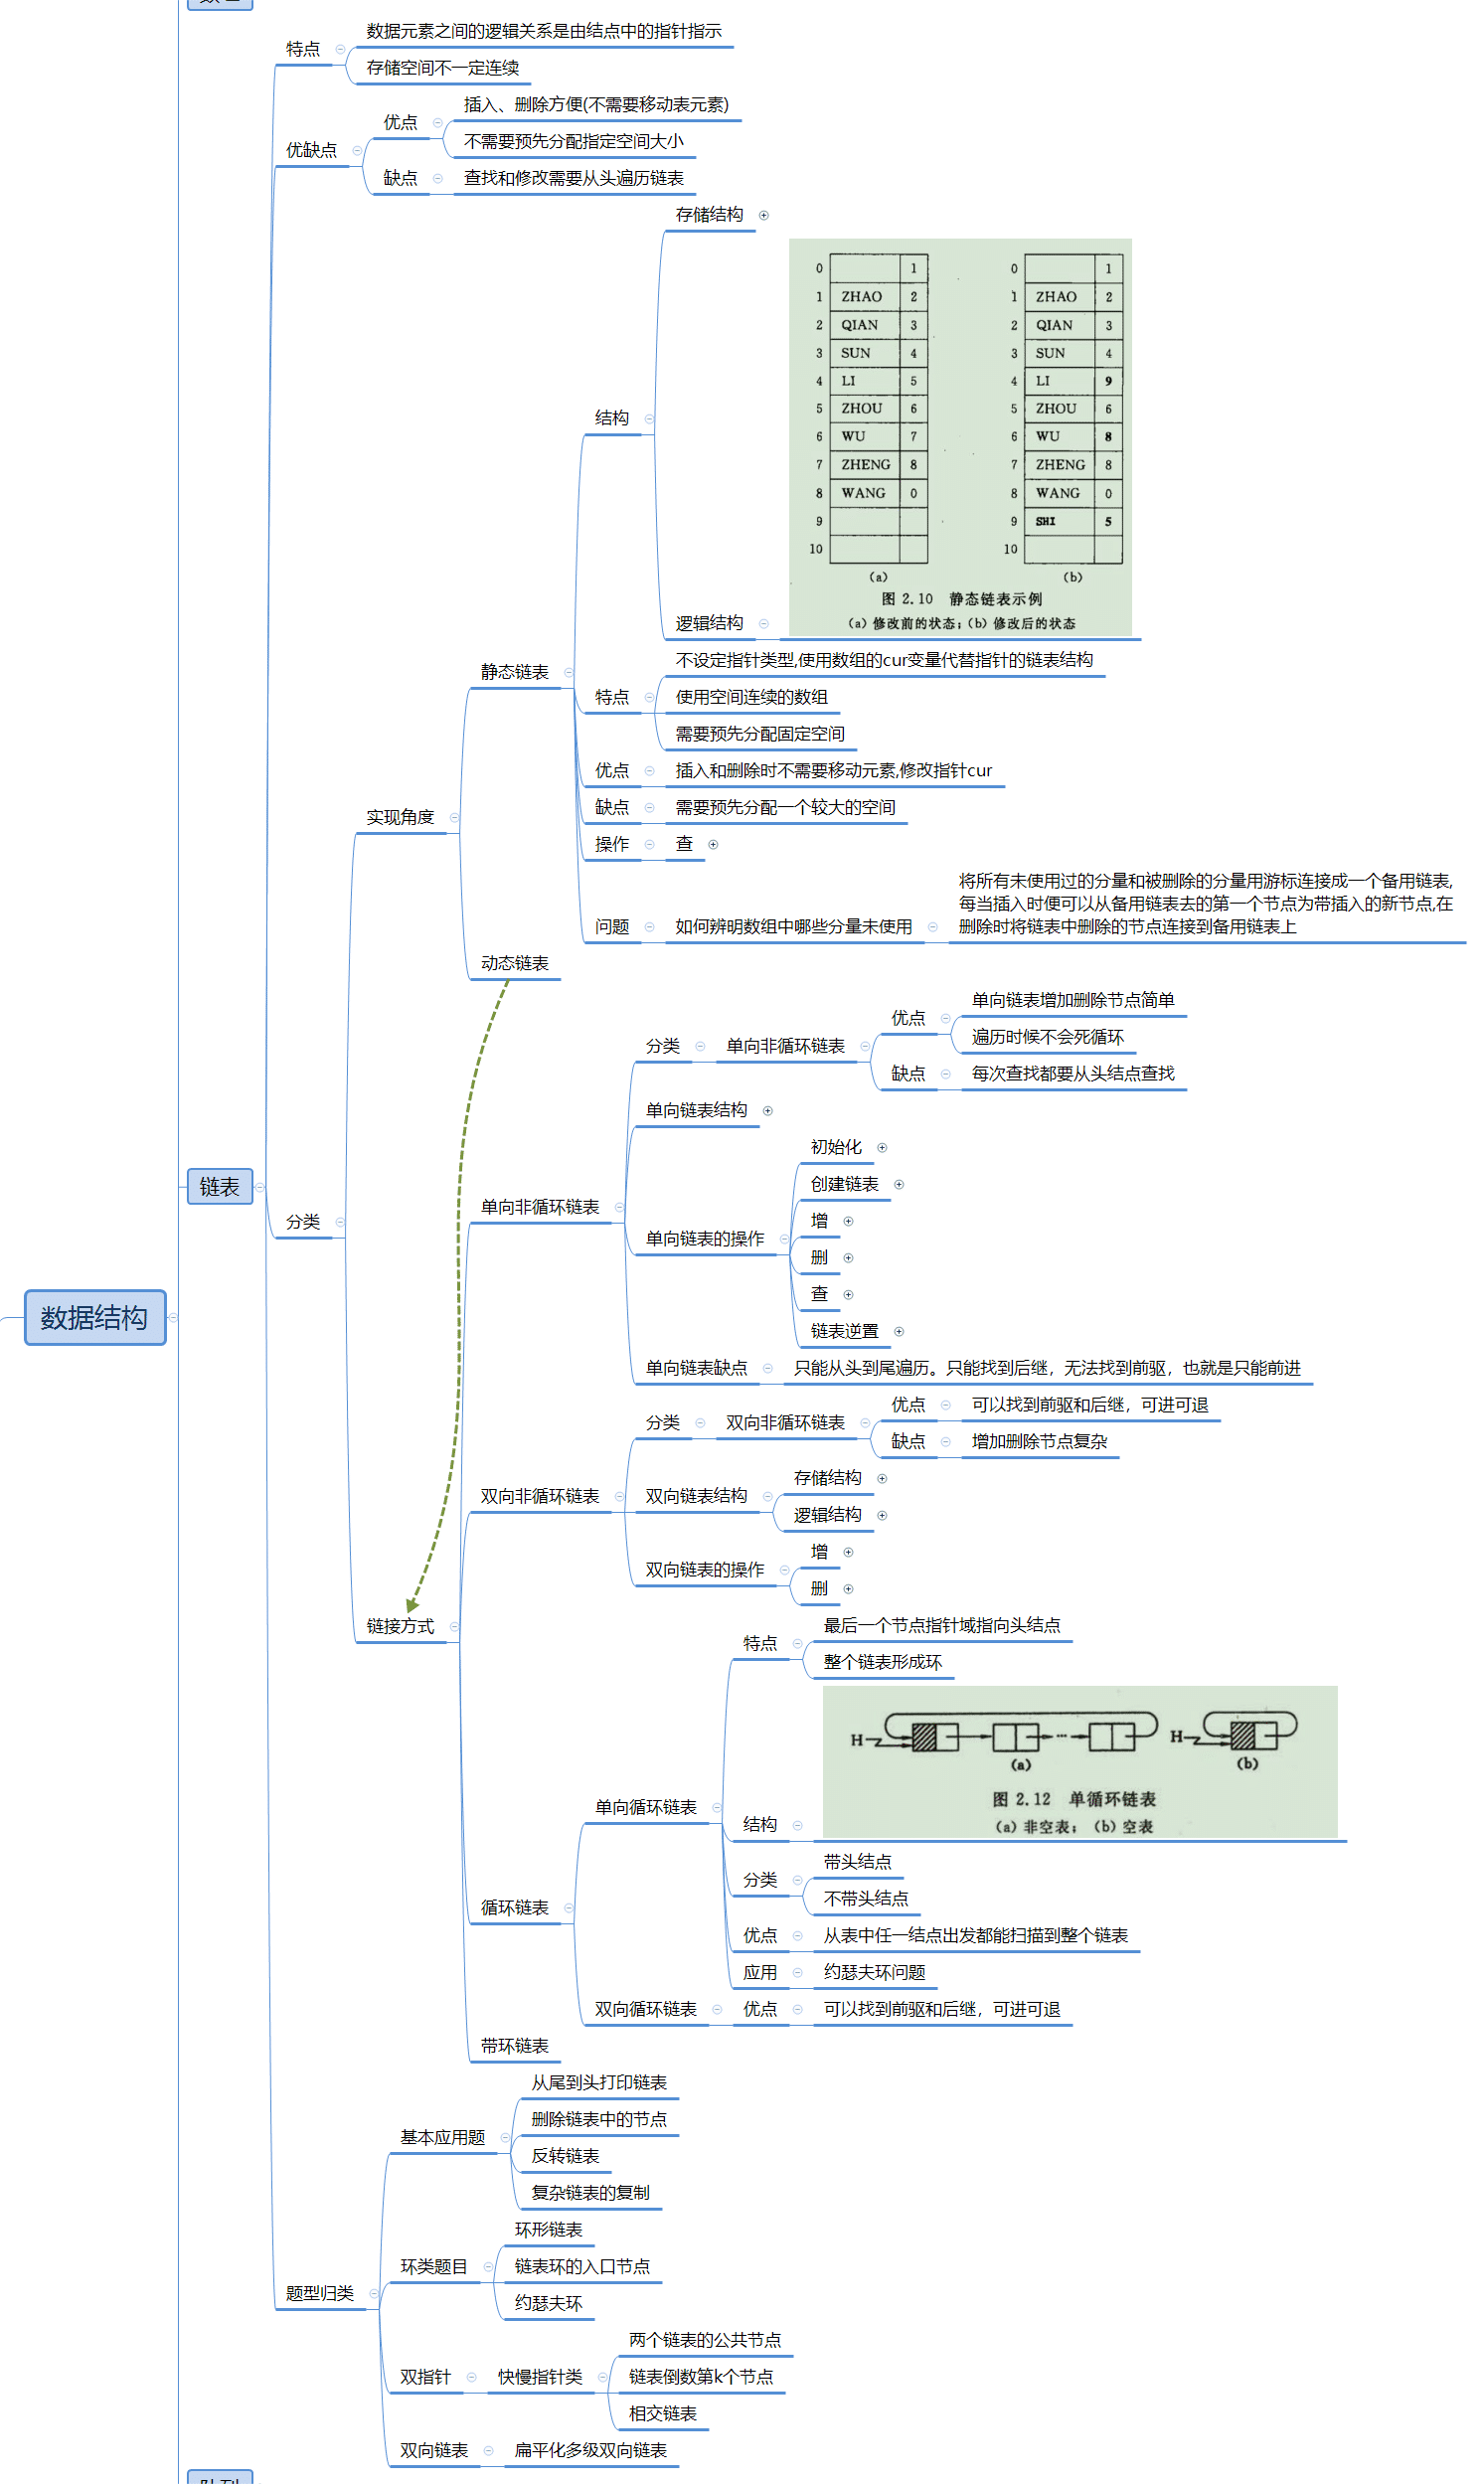 数据结构
链表
特点
数据元素之间的逻辑关系是由结点中的指针指示
存储空间不一定连续
优缺点
优点
插入、删除方便(不需要移动表元素)
不需要预先分配指定空间大小
缺点
查找和修改需要从头遍历链表
分类
实现角度
静态链表
结构
存储结构
逻辑结构
0 1
1 ZHAO 2
2 QIAN 3
3 SUN 4
4 LI 5
5 ZHOU 6
6 WU 7
7 ZHENG 8
8 WANG 0
9
10
(a)
0 1
1 ZHAO 2
2 QIAN 3
3 SUN 4
4 LI 9
5 ZHOU 6
6 WU 8
7 ZHENG 8
8 WANG 0
9 SHI 5
10
(b)
图 2.10 静态链表示例
(a) 修改前的状态；(b) 修改后的状态
特点
不设定指针类型,使用数组的cur变量代替指针的链表结构
使用空间连续的数组
需要预先分配固定空间
优点
插入和删除时不需要移动元素,修改指针cur
缺点
需要预先分配一个较大的空间
操作
查
问题
如何辨明数组中哪些分量未使用
将所有未使用过的分量和被删除的分量用游标连接成一个备用链表,
每当插入时便可以从备用链表去的第一个节点为带插入的新节点,在
删除时将链表中删除的节点连接到备用链表上
动态链表
链接方式
单向非循环链表
分类
单向非循环链表
优点
单向链表增加删除节点简单
遍历时候不会死循环
缺点
每次查找都要从头结点查找
单向链表结构
单向链表的操作
初始化
创建链表
增
删
查
链表逆置
单向链表缺点
只能从头到尾遍历。只能找到后继，无法找到前驱，也就是只能前进
双向非循环链表
分类
双向非循环链表
优点
可以找到前驱和后继，可进可退
缺点
增加删除节点复杂
双向链表结构
存储结构
逻辑结构
双向链表的操作
增
删
循环链表
单向循环链表
特点
最后一个节点指针域指向头结点
整个链表形成环
结构
H
(a)
H
(b)
图 2.12 单循环链表
(a) 非空表； (b) 空表
分类
带头结点
不带头结点
优点
从表中任一结点出发都能扫描到整个链表
应用
约瑟夫环问题
双向循环链表
优点
可以找到前驱和后继，可进可退
带环链表
题型归类
基本应用题
从尾到头打印链表
删除链表中的节点
反转链表
复杂链表的复制
环类题目
环形链表
链表环的入口节点
约瑟夫环
双指针
快慢指针类
两个链表的公共节点
链表倒数第k个节点
相交链表
双向链表
扁平化多级双向链表